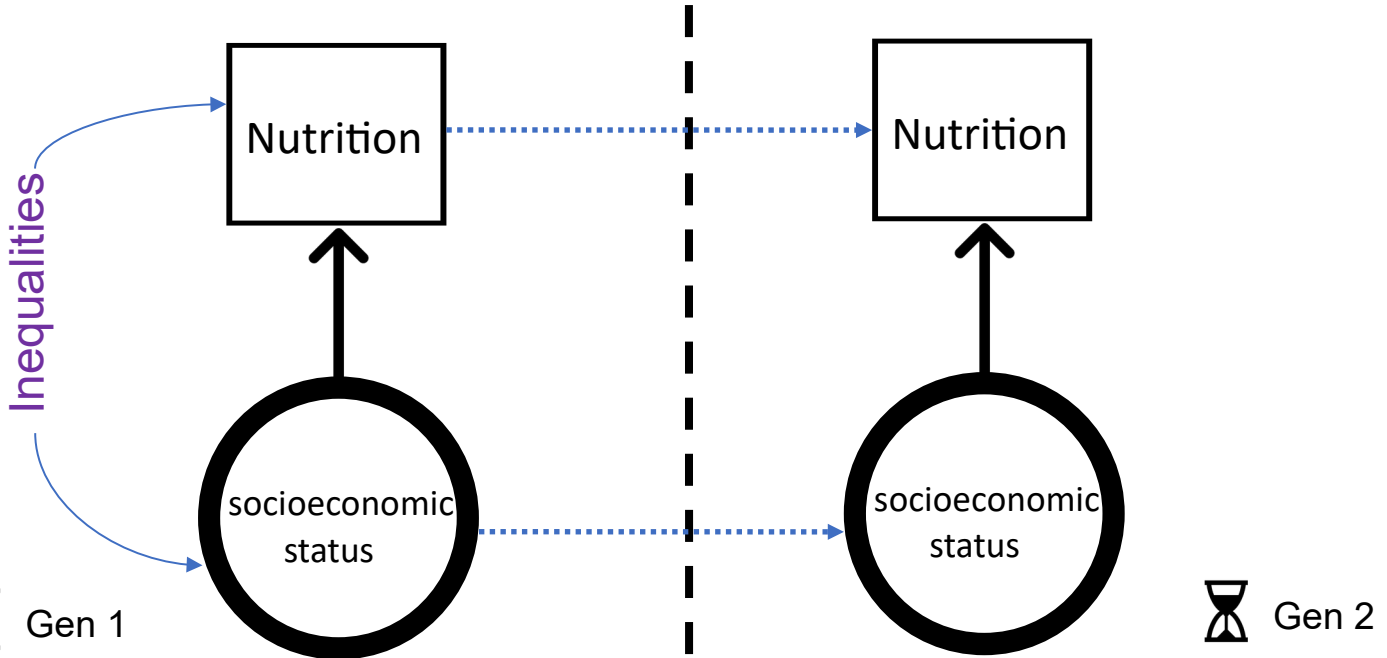 Nutrition
Nutrition
Inequalities
socioeconomic
status
socioeconomic
status
Gen 1
Gen 2